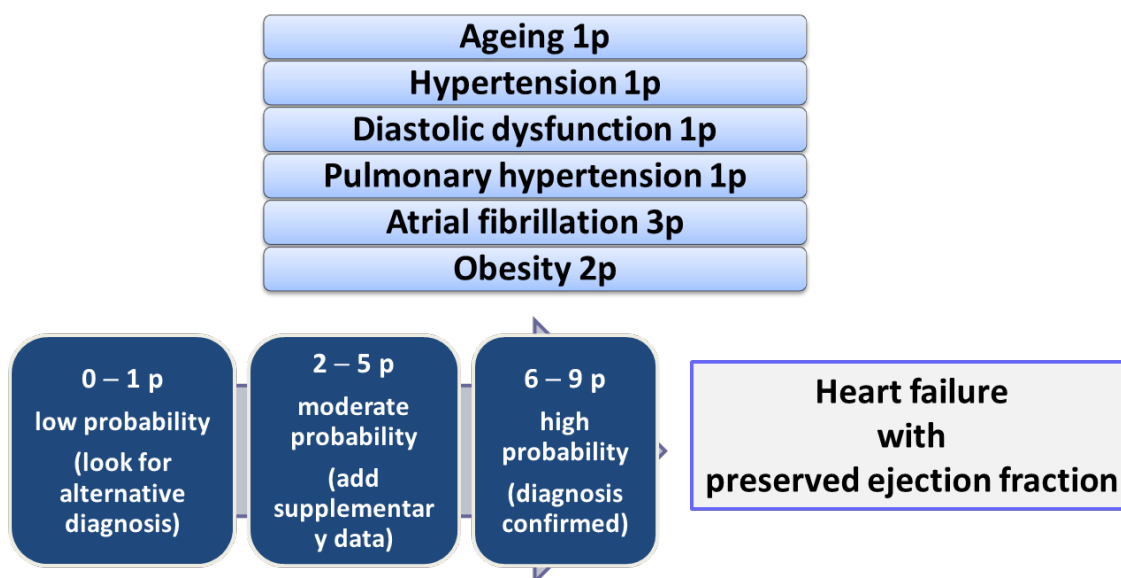 Ageing 1p
Hypertension 1p
Diastolic dysfunction 1p
Pulmonary hypertension 1p
Atrial fibrillation 3p
Obesity 2p
0 – 1 p
low probability
(look for
alternative
diagnosis)
2 – 5 p
moderate
probability
(add
supplementar
y data)
6 – 9 p
high
probability
(diagnosis
confirmed)
Heart failure
with
preserved ejection fraction